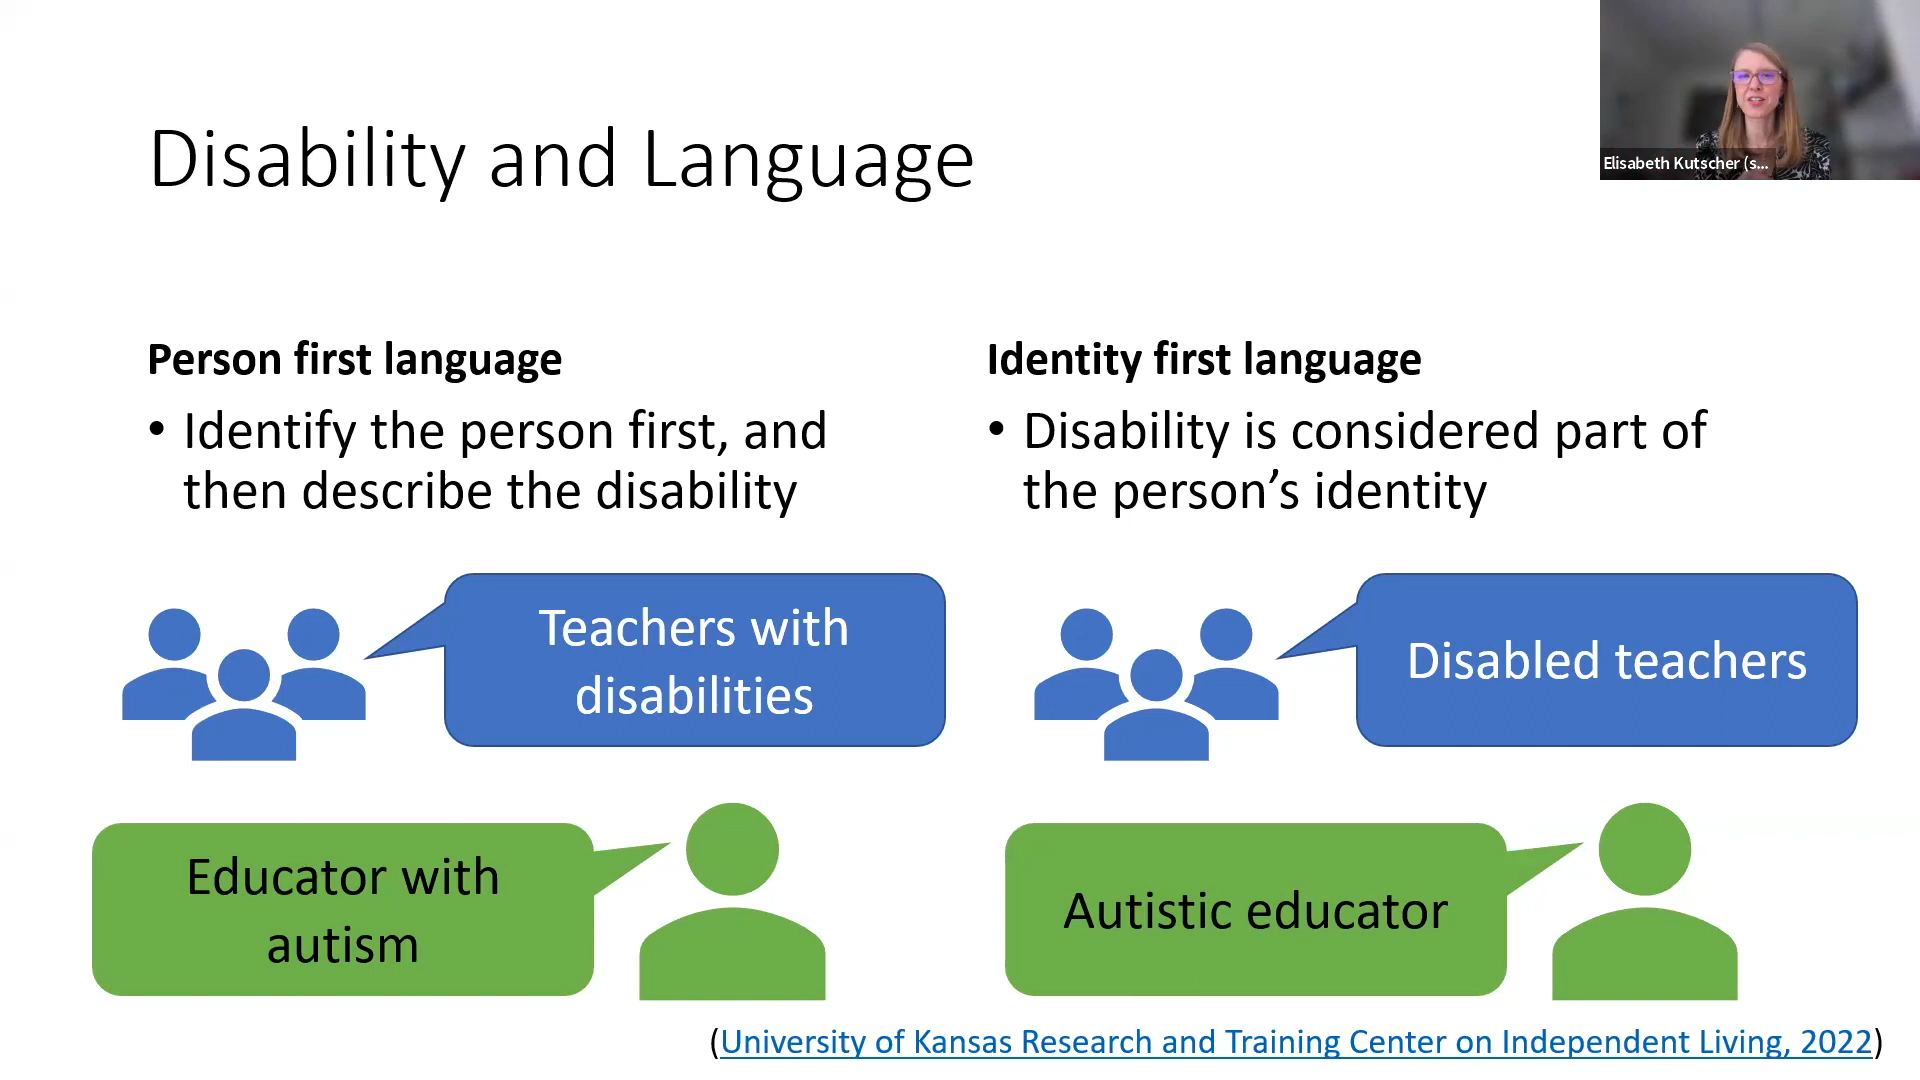 Disability and Language
Elisabeth Kutscher (s...
Person first language
• Identify the person first, and
then describe the disability
Teachers with
disabilities
Educator with
autism
Identity first language
• Disability is considered part of
the person’s identity
Disabled teachers
Autistic educator
(University of Kansas Research and Training Center on Independent Living, 2022)